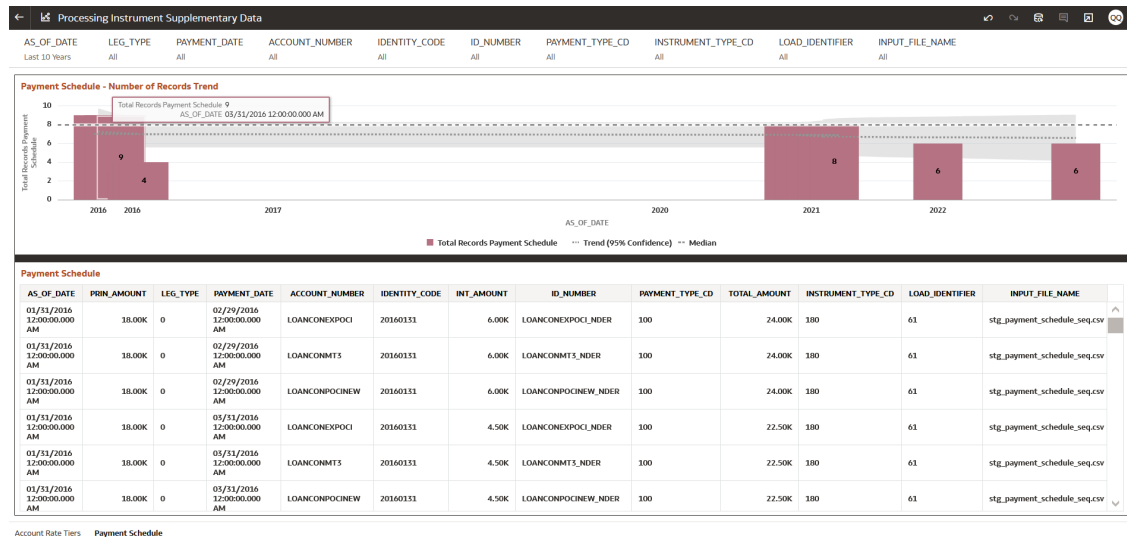 Processing Instrument Supplementary Data
QQ
AS_OF_DATE LEG_TYPE PAYMENT_DATE ACCOUNT_NUMBER IDENTITY_CODE ID_NUMBER PAYMENT_TYPE_CD INSTRUMENT_TYPE_CD LOAD_IDENTIFIER INPUT_FILE_NAME
Last 10 Years All All All All All All All All All
Payment Schedule - Number of Records Trend
Total Records Payment Schedule 9
AS_OF_DATE 03/31/2016 12:00:00.000 AM
Total Records Payment
Schedule
10
8
6
4
2
0
9
4
8
6
6
2016 2016 2017 2020 2021 2022
AS_OF_DATE
Total Records Payment Schedule Trend (95% Confidence) Median
Payment Schedule
AS_OF_DATE PRIN_AMOUNT LEG_TYPE PAYMENT_DATE ACCOUNT_NUMBER IDENTITY_CODE INT_AMOUNT ID_NUMBER PAYMENT_TYPE_CD TOTAL_AMOUNT INSTRUMENT_TYPE_CD LOAD_IDENTIFIER INPUT_FILE_NAME
01/31/2016 02/29/2016
12:00:00.000 18.00K 0 12:00:00.000 LOANCONEXPOCI 20160131 6.00K LOANCONEXPOCI_NDER 100 24.00K 180 61 stg_payment_schedule_seq.csv
AM AM
01/31/2016 02/29/2016
12:00:00.000 18.00K 0 12:00:00.000 LOANCONMT3 20160131 6.00K LOANCONMT3_NDER 100 24.00K 180 61 stg_payment_schedule_seq.csv
AM AM
01/31/2016 02/29/2016
12:00:00.000 18.00K 0 12:00:00.000 LOANCONPOCINEW 20160131 6.00K LOANCONPOCINEW_NDER 100 24.00K 180 61 stg_payment_schedule_seq.csv
AM AM
01/31/2016 03/31/2016
12:00:00.000 18.00K 0 12:00:00.000 LOANCONEXPOCI 20160131 4.50K LOANCONEXPOCI_NDER 100 22.50K 180 61 stg_payment_schedule_seq.csv
AM AM
01/31/2016 03/31/2016
12:00:00.000 18.00K 0 12:00:00.000 LOANCONMT3 20160131 4.50K LOANCONMT3_NDER 100 22.50K 180 61 stg_payment_schedule_seq.csv
AM AM
01/31/2016 03/31/2016
12:00:00.000 18.00K 0 12:00:00.000 LOANCONPOCINEW 20160131 4.50K LOANCONPOCINEW_NDER 100 22.50K 180 61 stg_payment_schedule_seq.csv
AM AM
Account Rate Tiers Payment Schedule